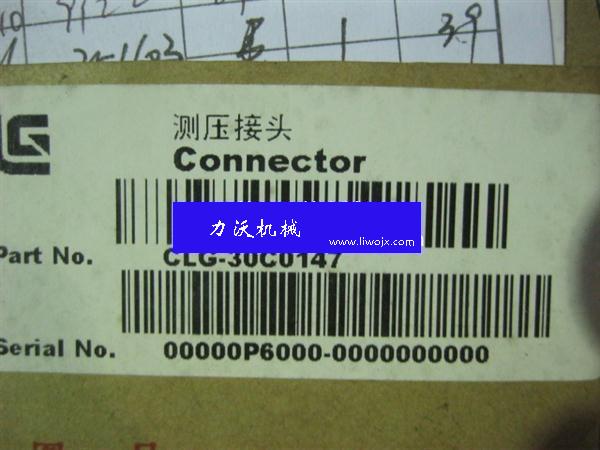 测压接头
Connector
力沃机械
www.liwojx.com
Part No. CLG-30C0147
Serial No. 00000P6000-0000000000